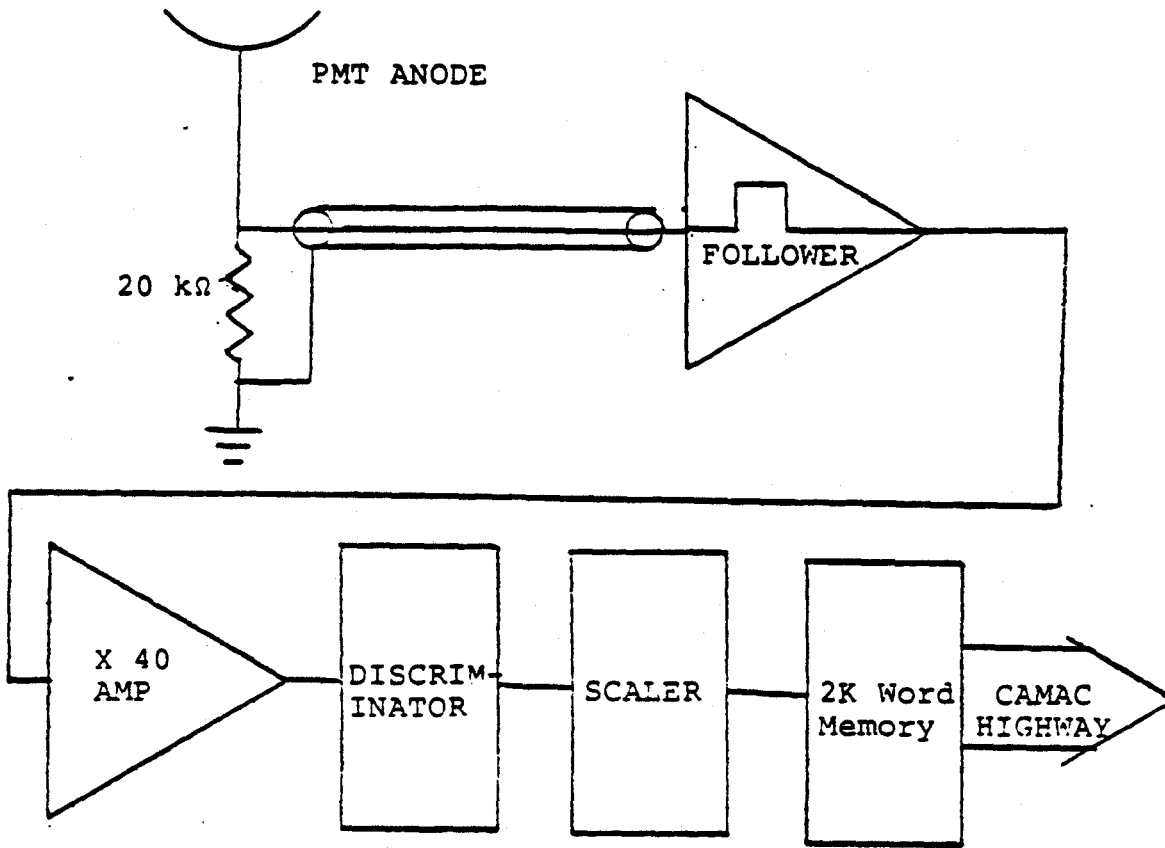 PMT ANODE
20 kΩ
FOLLOWER
X 40
AMP
DISCRIM-
INATOR
SCALER
2K Word
Memory
CAMAC
HIGHWAY